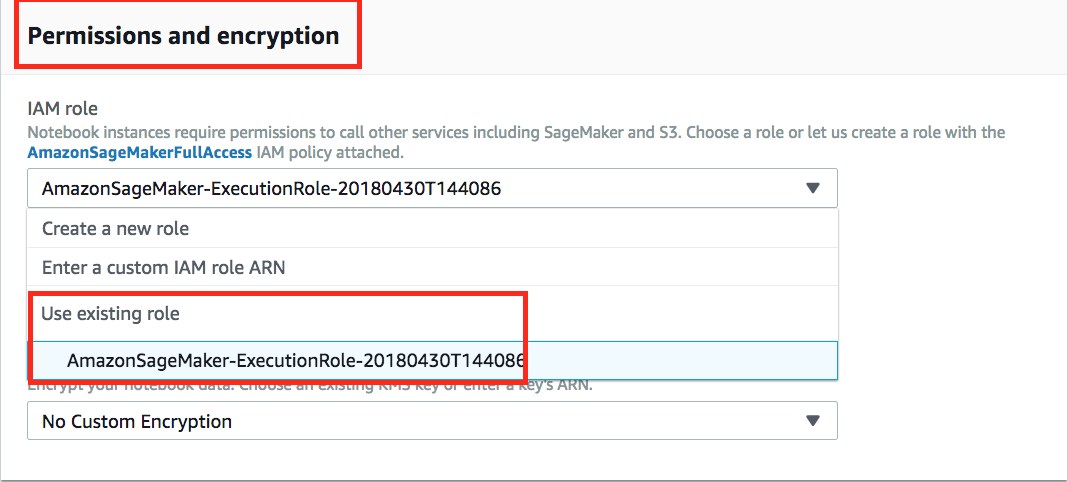 Permissions and encryption
IAM role
Notebook instances require permissions to call other services including SageMaker and S3. Choose a role or let us create a role with the
AmazonSageMakerFullAccess IAM policy attached.
AmazonSageMaker-ExecutionRole-20180430T144086
Create a new role
Enter a custom IAM role ARN
Use existing role
AmazonSageMaker-ExecutionRole-20180430T144086
Encrypt your notebook data. Choose an existing KMS key or enter a key's ARN.
No Custom Encryption